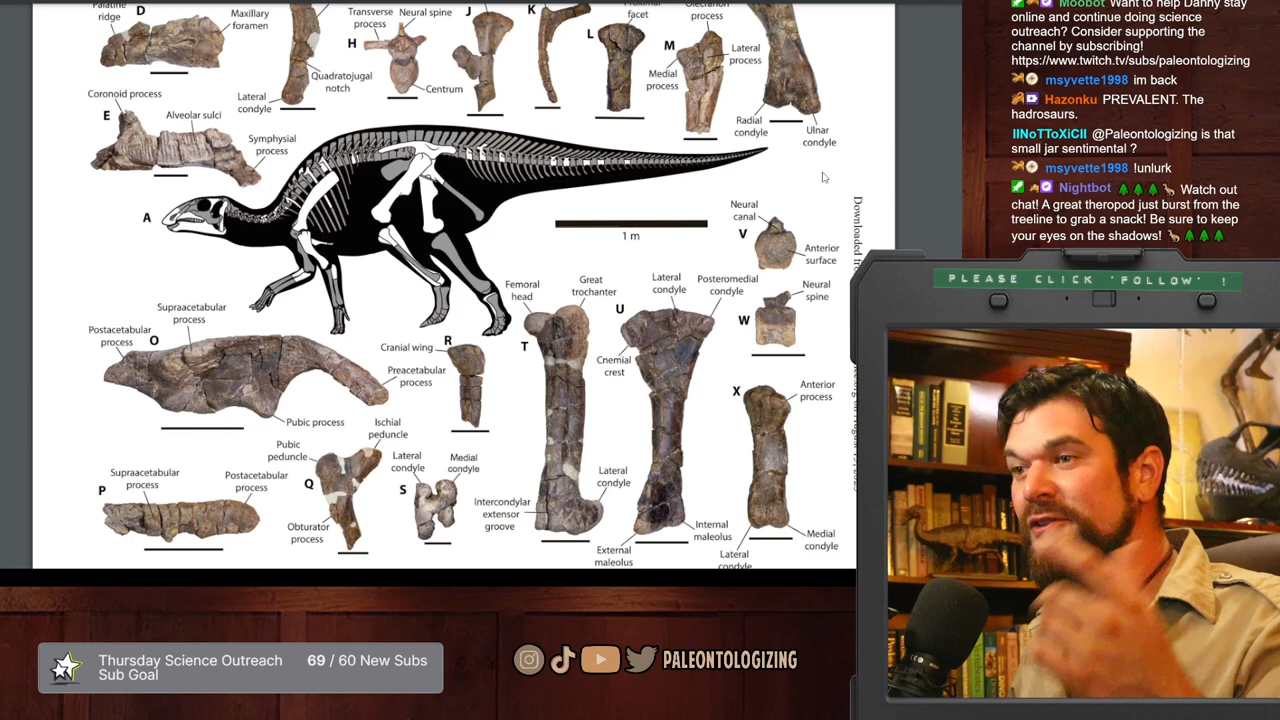 Palatine
ridge
D
Maxillary
foramen
Transverse
process
Neural spine
H
Quadratojugal
notch
Lateral
condyle
Centrum
J
K
L
facet
M
process
Medial
process
Lateral
process
Radial
condyle
Ulnar
condyle
Coronoid process
E
Alveolar sulci
Symphysial
process
A
1 m
Downloaded
Neural
canal
V
Anterior
surface
W
Neural
spine
Supraacetabular
process
Postacetabular
process
O
Preacetabular
process
Pubic process
Cranial wing
R
Femoral
head
Great
trochanter
T
Lateral
condyle
Posteromedial
condyle
U
Cnemial
crest
X
Anterior
process
Supraacetabular
process
Postacetabular
process
P
Pubic
peduncle
Ischial
peduncle
Q
Obturator
process
Lateral
condyle
Medial
condyle
S
Intercondylar
extensor
groove
Lateral
condyle
External
maleolus
Internal
maleolus
Lateral
condyle
Medial
condyle
Moobot Want to help Danny stay
online and continue doing science
outreach? Consider supporting the
channel by subscribing!
https://www.twitch.tv/subs/paleontologizing
msyvette1998 im back
Hazonku PREVALENT. The
hadrosaurs.
IINoTToXiCII @Paleontologizing is that
small jar sentimental ?
msyvette1998 !unlurk
Nightbot Watch out
chat! A great theropod just burst from the
treeline to grab a snack! Be sure to keep
your eyes on the shadows!
PLEASE CLICK 'FOLLOW' !
Thursday Science Outreach
Sub Goal
69 / 60 New Subs
PALEONTOLOGIZING